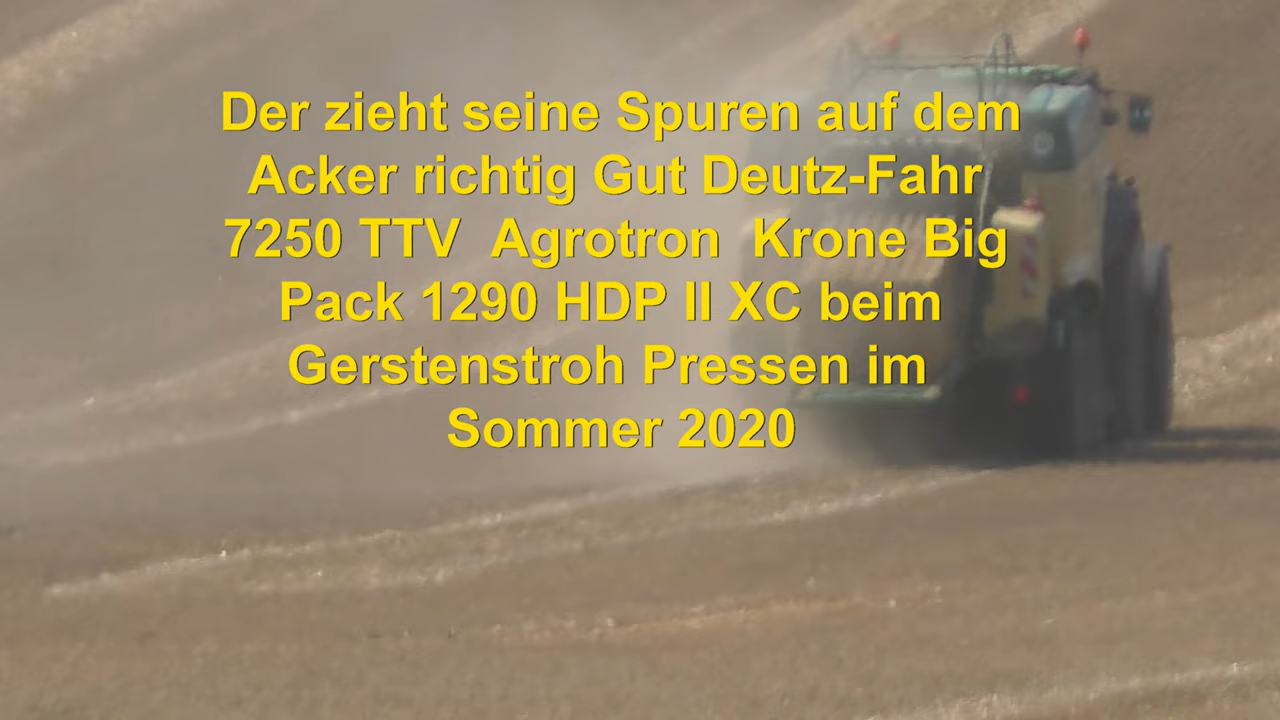 Der zieht seine Spuren auf dem
Acker richtig Gut Deutz-Fahr
7250 TTV  Agrotron  Krone Big
Pack 1290 HDP II XC beim
Gerstenstroh Pressen im
Sommer 2020